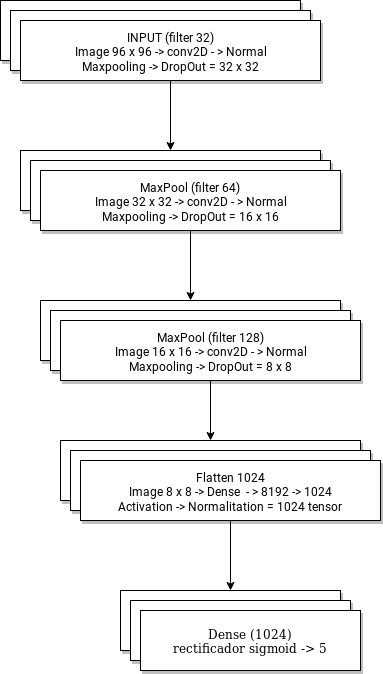 INPUT (filter 32)
Image 96 x 96 -> conv2D - > Normal
Maxpooling -> DropOut = 32 x 32
MaxPool (filter 64)
Image 32 x 32 -> conv2D - > Normal
Maxpooling -> DropOut = 16 x 16
MaxPool (filter 128)
Image 16 x 16 -> conv2D - > Normal
Maxpooling -> DropOut = 8 x 8
Flatten 1024
Image 8 x 8 -> Dense - > 8192 -> 1024
Activation -> Normalitation = 1024 tensor
Dense (1024)
rectificador sigmoid -> 5